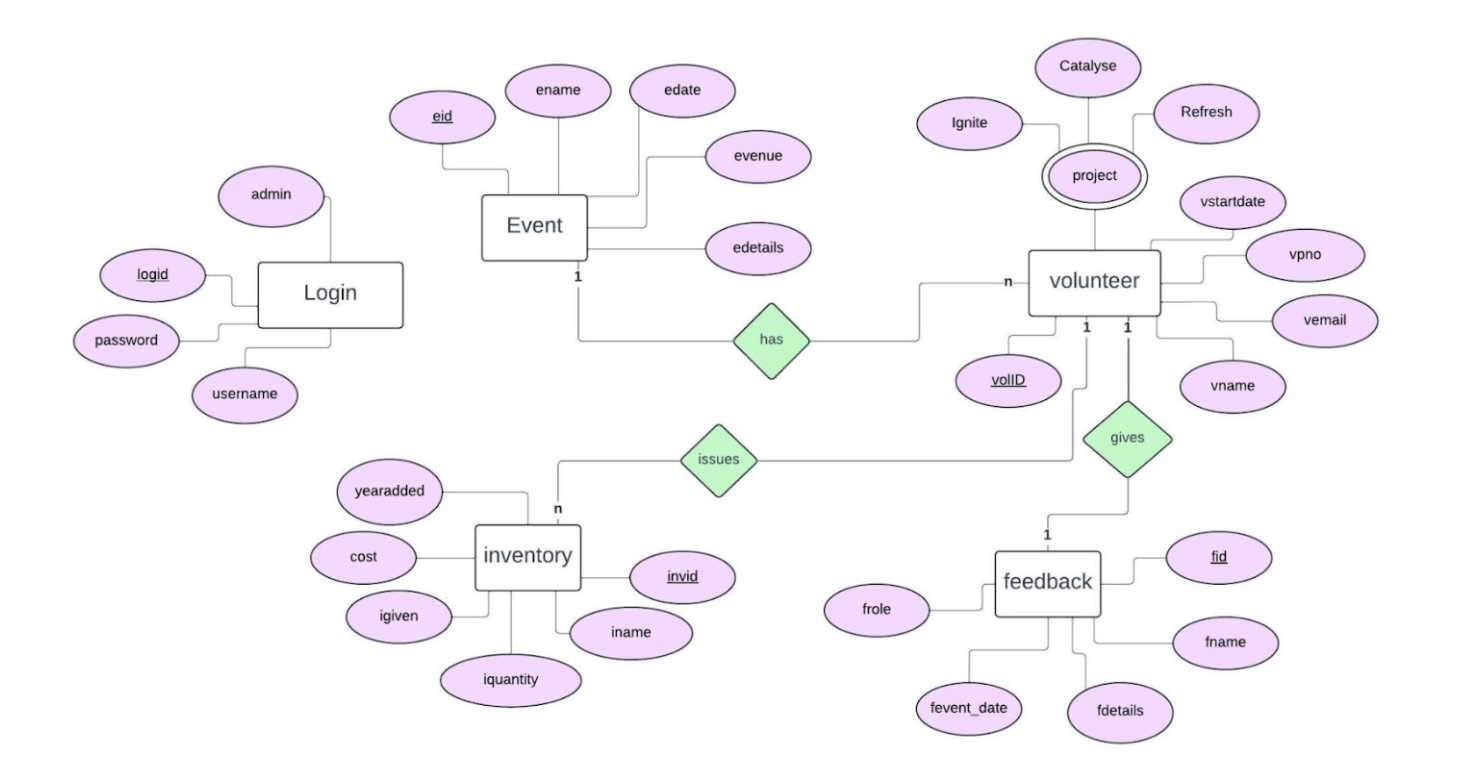 Catalyse
ename
edate
Refresh
eid
Ignite
evenue
project
admin
vstartdate
Event
edetails
vpno
logid
1
n
volunteer
Login
vemail
password
has
1
1
volID
vname
username
gives
issues
yearadded
n
1
cost
inventory
fid
invid
feedback
igiven
frole
iname
fname
iquantity
fevent_date
fdetails